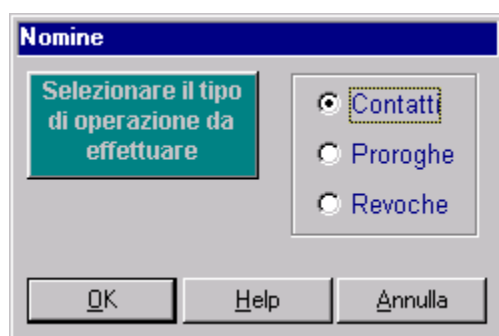 Nomine
Selezionare il tipo
di operazione da
effettuare
Contatti
Proroghe
Revoche
OK
Help
Annulla